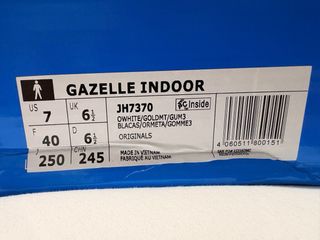 GAZELLE INDOOR
US 7 UK 6½
F 40 D 6½
J 250 CHN 245
JH7370
Inside
OWHITE/GOLDMT/GUM3
BLACAS/ORMETA/GOMME3
ORIGINALS
MADE IN VIETNAM
FABRIQUÉ AU VIETNAM
4 060511 800151